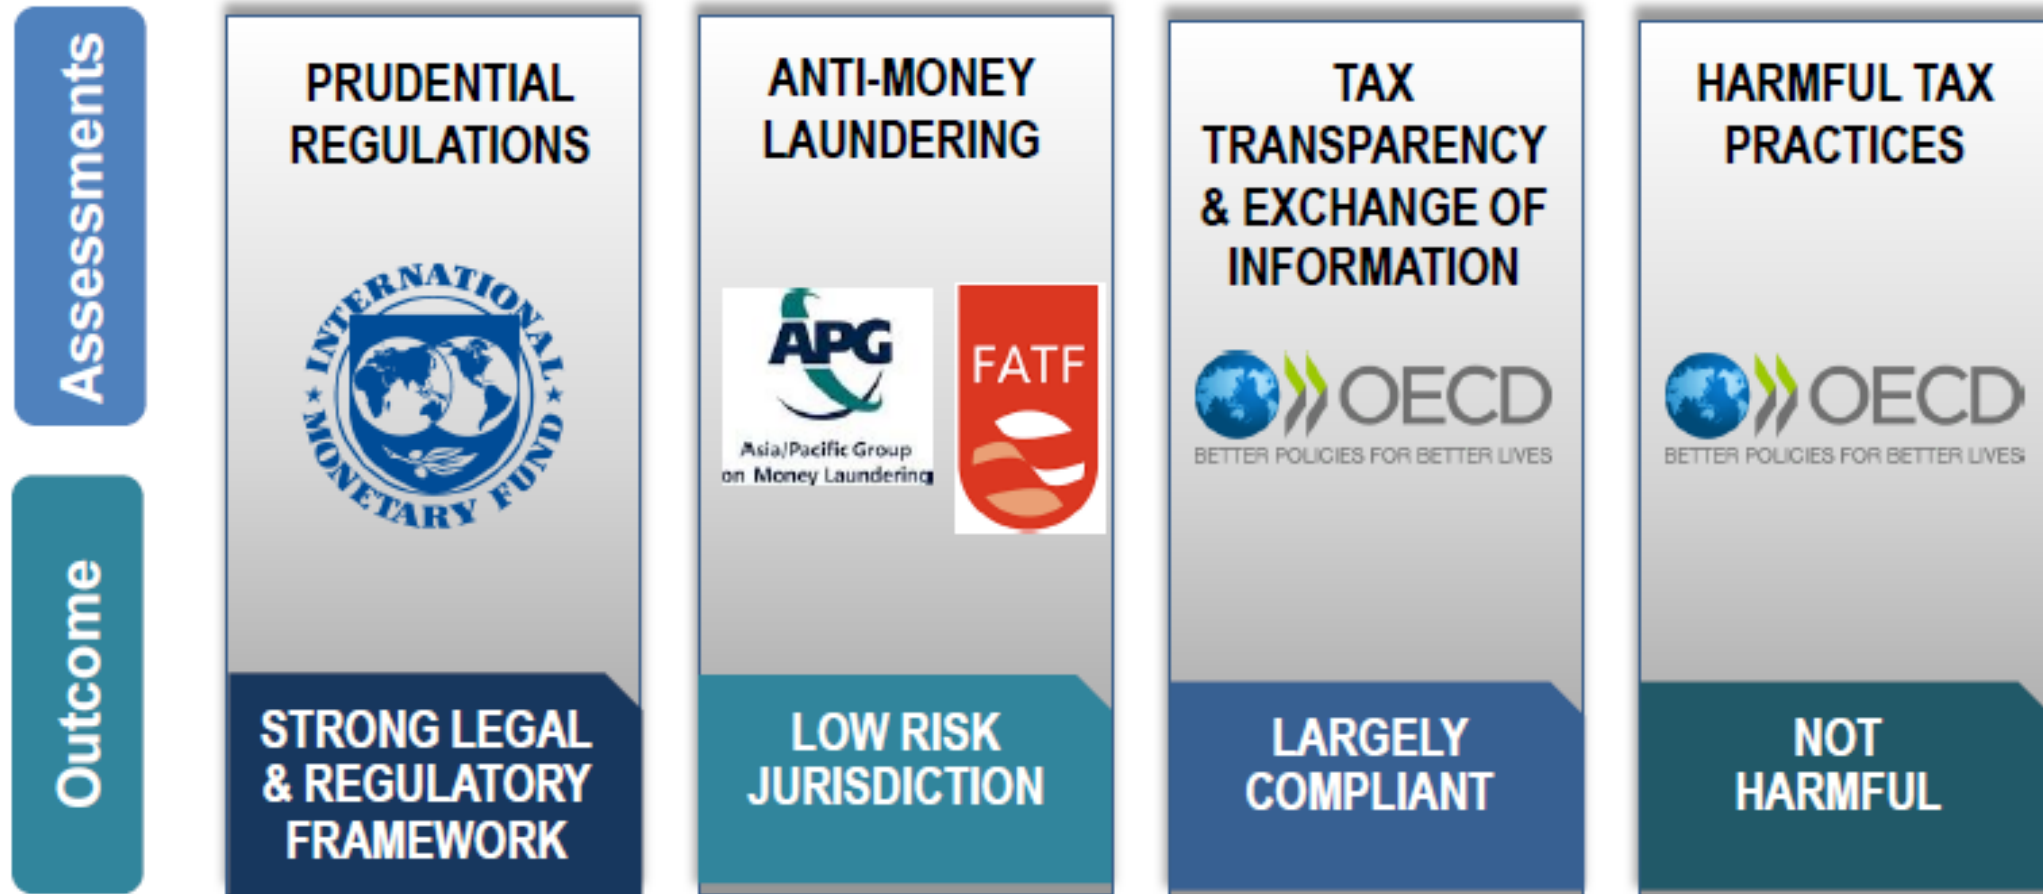 Assessments
PRUDENTIAL
REGULATIONS
INTERNATIONAL
MONETARY FUND
STRONG LEGAL
& REGULATORY
FRAMEWORK
ANTI-MONEY
LAUNDERING
APG
Asia/Pacific Group
on Money Laundering
FATF
LOW RISK
JURISDICTION
TAX
TRANSPARENCY
& EXCHANGE OF
INFORMATION
OECD
BETTER POLICIES FOR BETTER LIVES
LARGELY
COMPLIANT
HARMFUL TAX
PRACTICES
OECD
BETTER POLICIES FOR BETTER LIVES
NOT
HARMFUL
Outcome